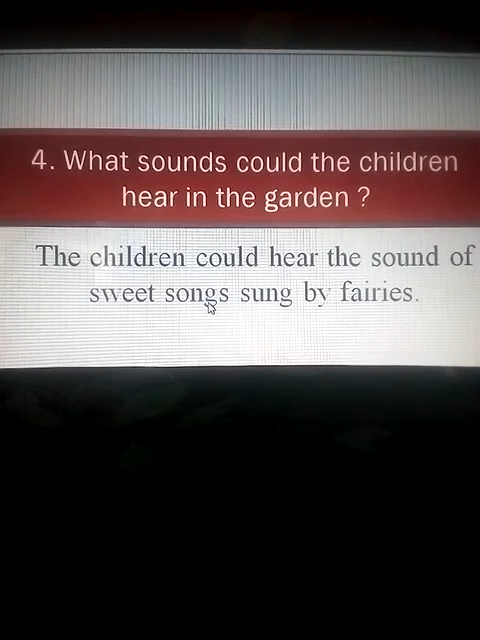 4. What sounds could the children
hear in the garden ?
The children could hear the sound of
sweet songs sung by fairies.